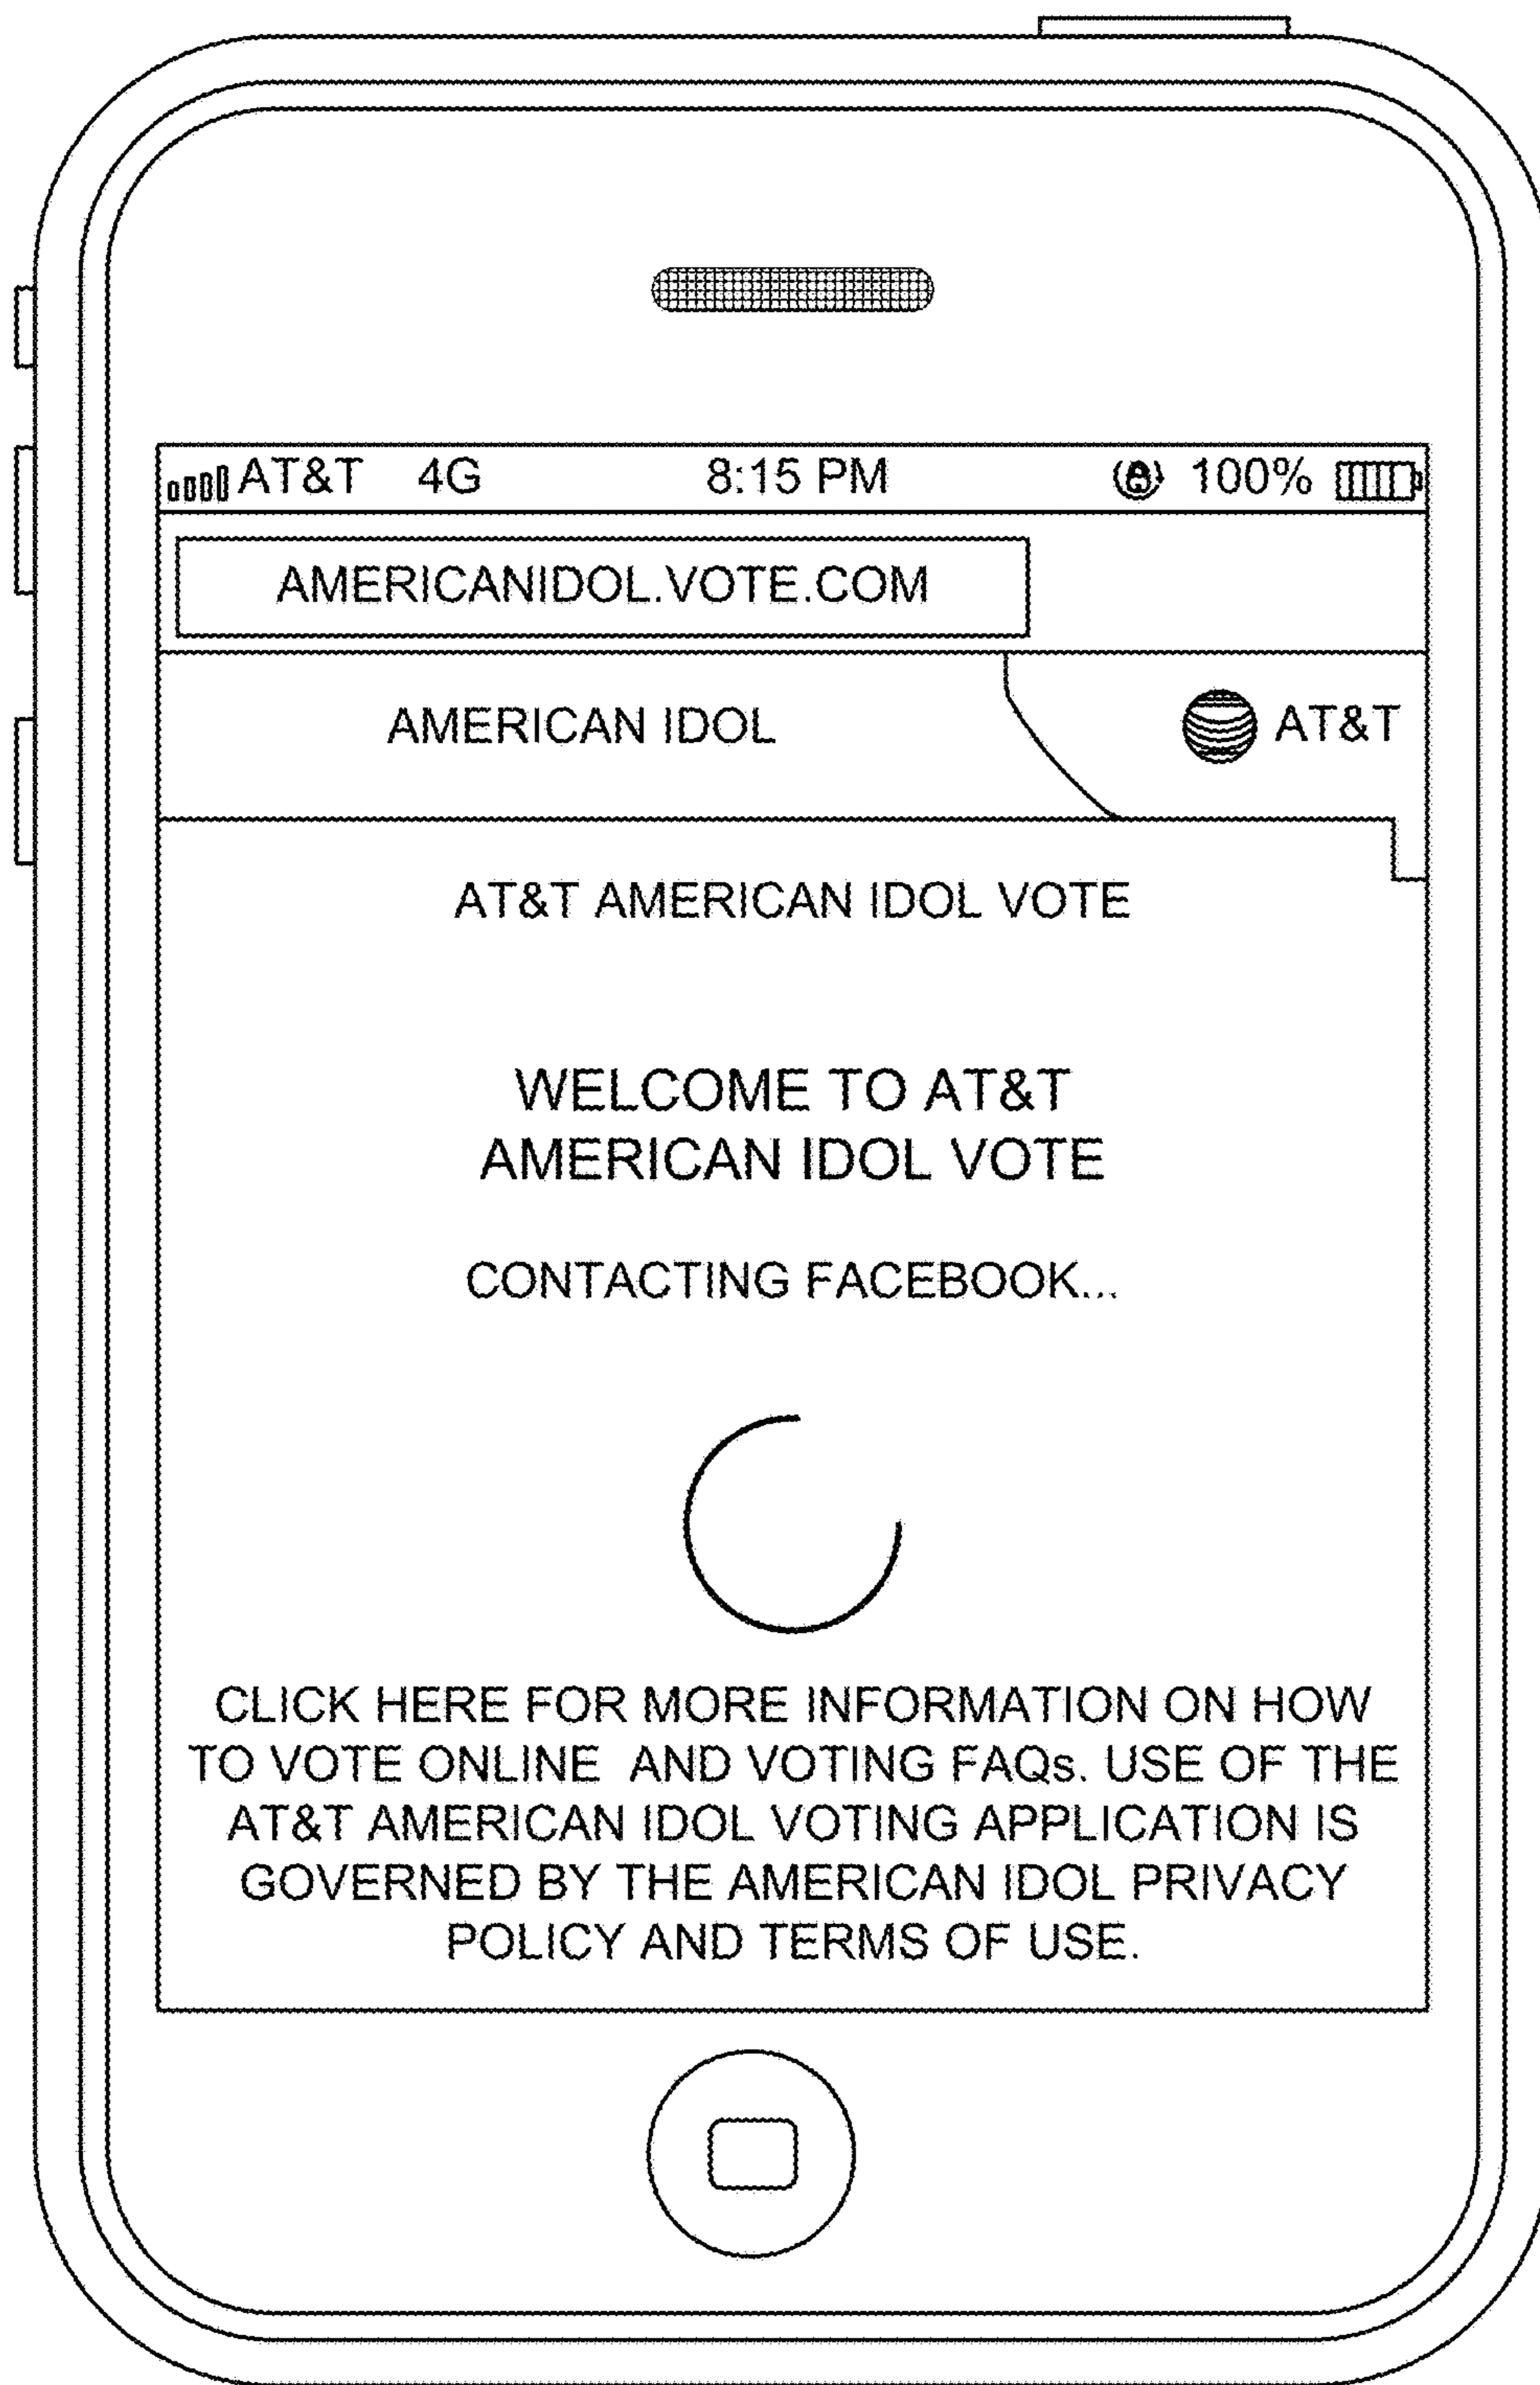 AT&T 4G 8:15 PM 100%
AMERICANIDOL.VOTE.COM
AMERICAN IDOL AT&T
AT&T AMERICAN IDOL VOTE
WELCOME TO AT&T
AMERICAN IDOL VOTE
CONTACTING FACEBOOK...
CLICK HERE FOR MORE INFORMATION ON HOW
TO VOTE ONLINE AND VOTING FAQs. USE OF THE
AT&T AMERICAN IDOL VOTING APPLICATION IS
GOVERNED BY THE AMERICAN IDOL PRIVACY
POLICY AND TERMS OF USE.